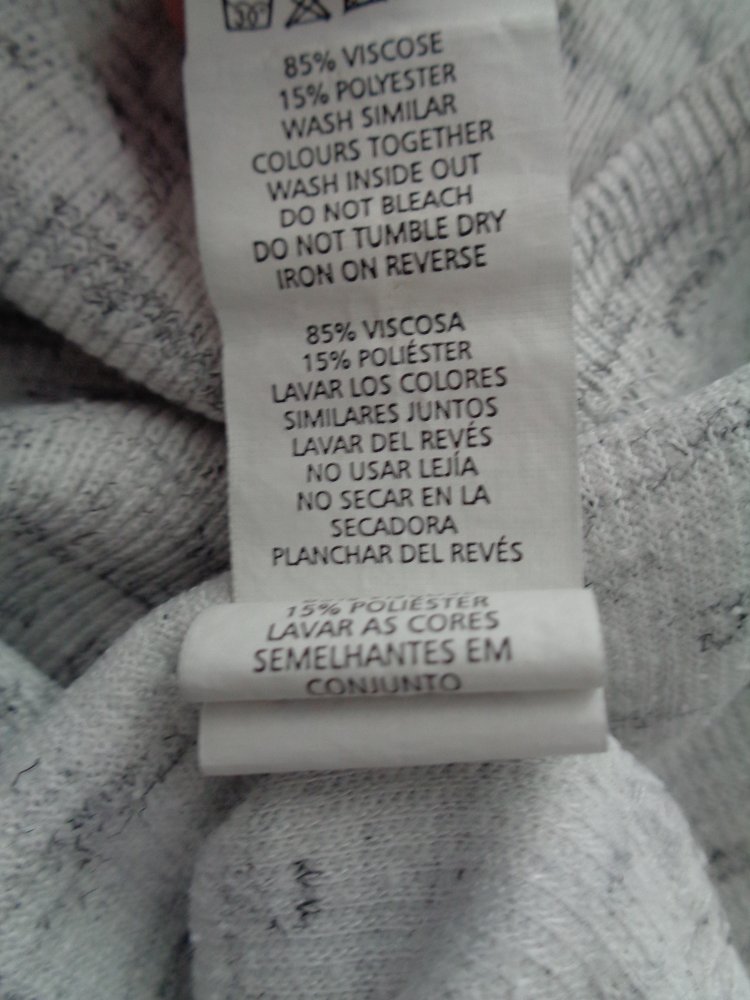 30°
85% VISCOSE
15% POLYESTER
WASH SIMILAR
COLOURS TOGETHER
WASH INSIDE OUT
DO NOT BLEACH
DO NOT TUMBLE DRY
IRON ON REVERSE
85% VISCOSA
15% POLIÉSTER
LAVAR LOS COLORES
SIMILARES JUNTOS
LAVAR DEL REVÉS
NO USAR LEJÍA
NO SECAR EN LA
SECADORA
PLANCHAR DEL REVÉS
15% POLIÉSTER
LAVAR AS CORES
SEMELHANTES EM
CONJUNTO